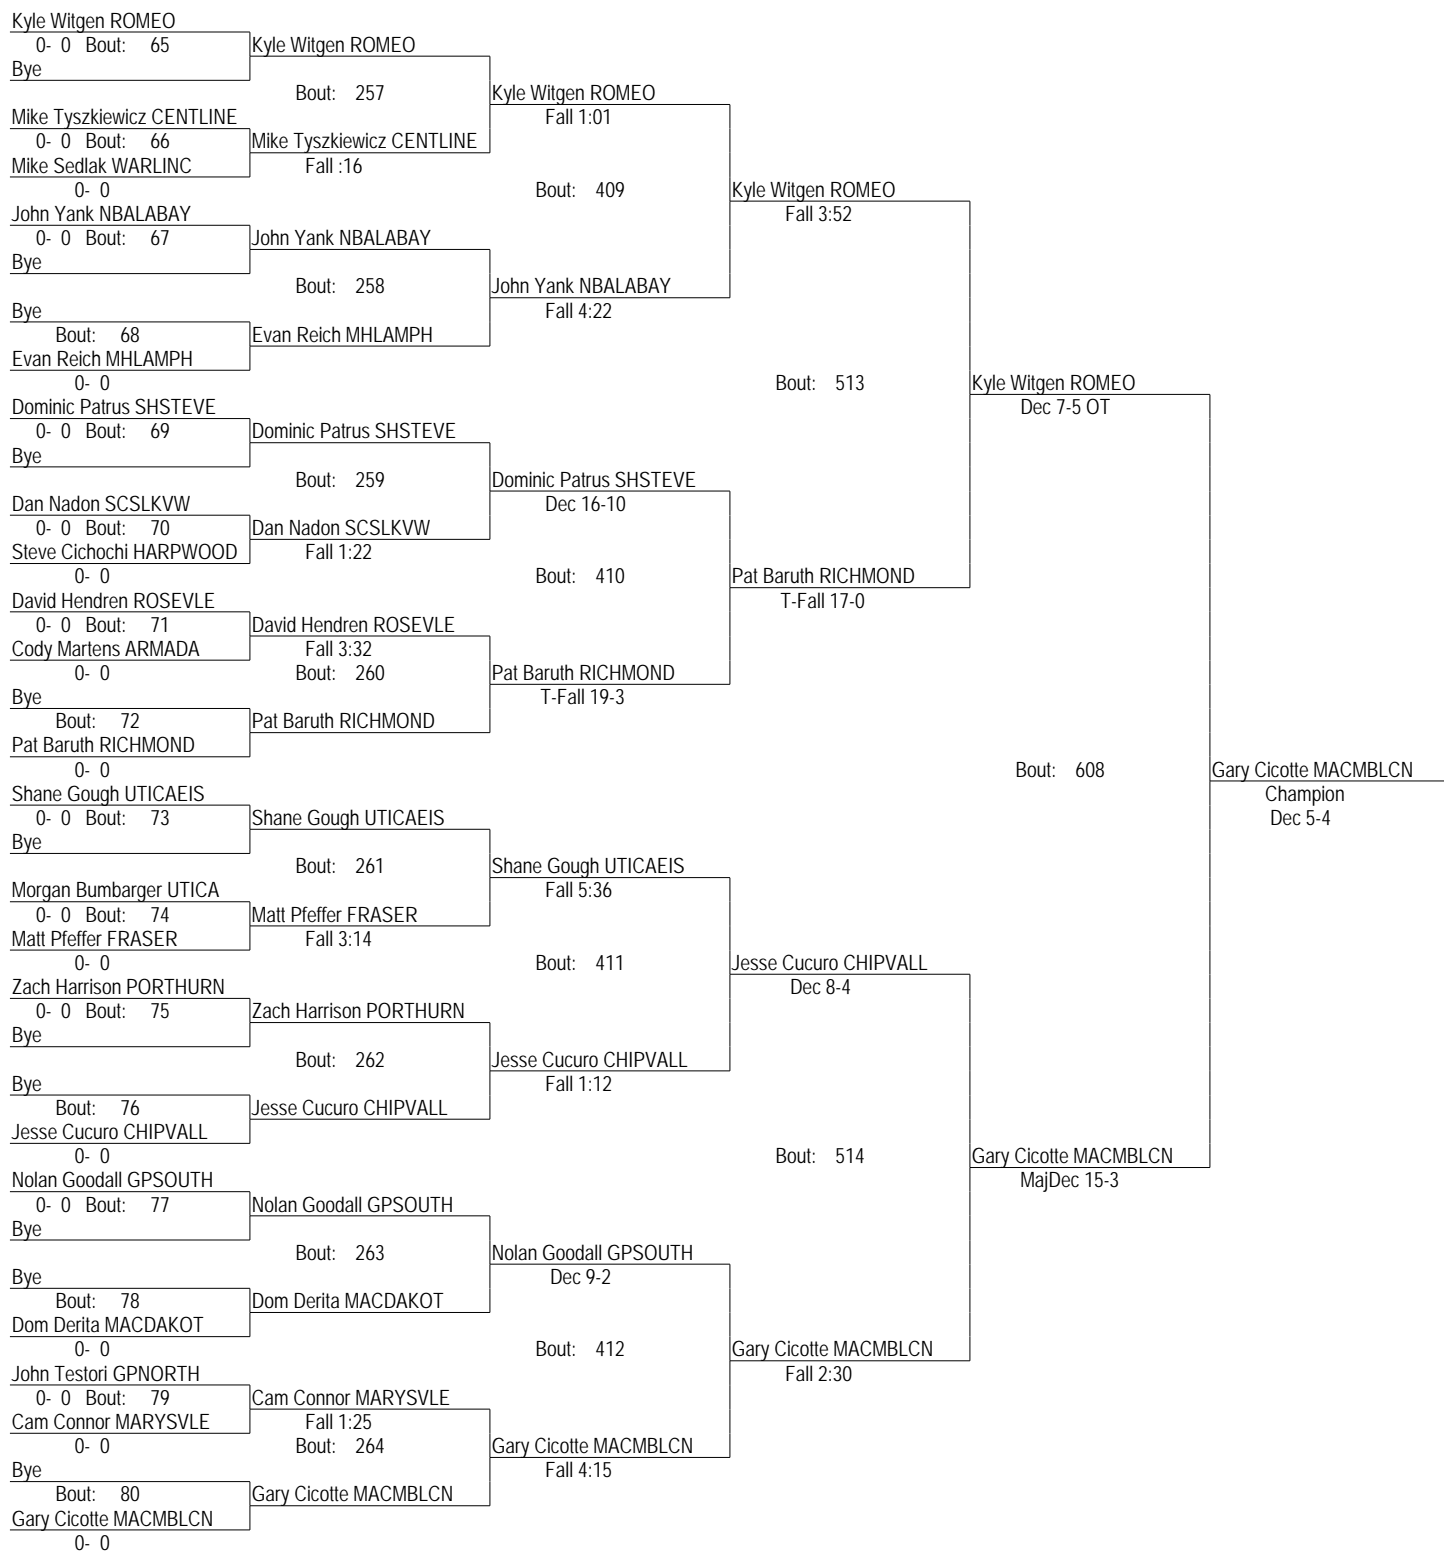 Kyle Witgen ROMEO
0- 0 Bout: 65
Bye
Mike Tyszkiewicz CENTLINE
0- 0 Bout: 66
Mike Sedlak WARLINC
0- 0
John Yank NBALABAY
0- 0 Bout: 67
Bye
Bye
Bout: 68
Evan Reich MHLAMPH
0- 0
Dominic Patrus SHSTEVE
0- 0 Bout: 69
Bye
Dan Nadon SCSLKVW
0- 0 Bout: 70
Steve Cichochi HARPWOOD
0- 0
David Hendren ROSEVLE
0- 0 Bout: 71
Cody Martens ARMADA
0- 0
Bye
Bout: 72
Pat Baruth RICHMOND
0- 0
Shane Gough UTICAEIS
0- 0 Bout: 73
Bye
Morgan Bumbarger UTICA
0- 0 Bout: 74
Matt Pfeffer FRASER
0- 0
Zach Harrison PORTHURN
0- 0 Bout: 75
Bye
Bye
Bout: 76
Jesse Cucuro CHIPVALL
0- 0
Nolan Goodall GPSOUTH
0- 0 Bout: 77
Bye
Bye
Bout: 78
Dom Derita MACDAKOT
0- 0
John Testori GPNORTH
0- 0 Bout: 79
Cam Connor MARYSVLE
0- 0
Bye
Bout: 80
Gary Cicotte MACMBLCN
0- 0
Kyle Witgen ROMEO
Bout: 257
Mike Tyszkiewicz CENTLINE
Fall :16
John Yank NBALABAY
Bout: 258
Evan Reich MHLAMPH
Dominic Patrus SHSTEVE
Bout: 259
Dan Nadon SCSLKVW
Fall 1:22
David Hendren ROSEVLE
Fall 3:32
Bout: 260
Pat Baruth RICHMOND
Shane Gough UTICAEIS
Bout: 261
Matt Pfeffer FRASER
Fall 3:14
Zach Harrison PORTHURN
Bout: 262
Jesse Cucuro CHIPVALL
Nolan Goodall GPSOUTH
Bout: 263
Dom Derita MACDAKOT
Cam Connor MARYSVLE
Fall 1:25
Bout: 264
Gary Cicotte MACMBLCN
Kyle Witgen ROMEO
Fall 1:01
Bout: 409
John Yank NBALABAY
Fall 4:22
Dominic Patrus SHSTEVE
Dec 16-10
Bout: 410
Pat Baruth RICHMOND
T-Fall 19-3
Shane Gough UTICAEIS
Fall 5:36
Bout: 411
Jesse Cucuro CHIPVALL
Fall 1:12
Nolan Goodall GPSOUTH
Dec 9-2
Bout: 412
Gary Cicotte MACMBLCN
Fall 4:15
Kyle Witgen ROMEO
Fall 3:52
Bout: 513
Pat Baruth RICHMOND
T-Fall 17-0
Jesse Cucuro CHIPVALL
Dec 8-4
Bout: 514
Gary Cicotte MACMBLCN
Fall 2:30
Kyle Witgen ROMEO
Dec 7-5 OT
Bout: 608
Gary Cicotte MACMBLCN
MajDec 15-3
Gary Cicotte MACMBLCN
Champion
Dec 5-4